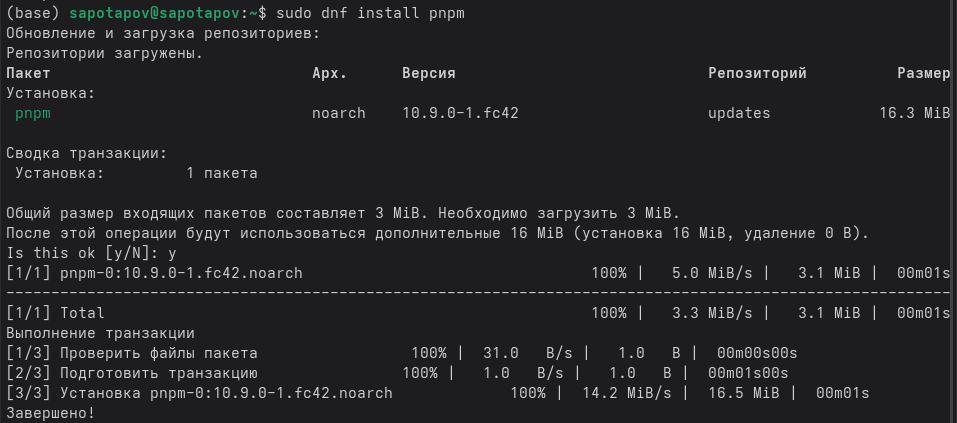 (base) sapotapov@sapotapov:~$ sudo dnf install pnpm
Обновление и загрузка репозиториев:
Репозитории загружены.
Пакет Арх. Версия Репозиторий Размер
Установка:
pnpm noarch 10.9.0-1.fc42 updates 16.3 MiB
Сводка транзакции:
Установка: 1 пакета
Общий размер входящих пакетов составляет 3 MiB. Необходимо загрузить 3 MiB.
После этой операции будут использоваться дополнительные 16 MiB (установка 16 MiB, удаление 0 B).
Is this ok [y/N]: y
[1/1] pnpm-0:10.9.0-1.fc42.noarch 100% | 5.0 MiB/s | 3.1 MiB | 00m01s
--------------------------------------------------------------------------------------------------------
[1/1] Total 100% | 3.3 MiB/s | 3.1 MiB | 00m01s
Выполнение транзакции
[1/3] Проверить файлы пакета 100% | 31.0 B/s | 1.0 B | 00m00s00s
[2/3] Подготовить транзакцию 100% | 1.0 B/s | 1.0 B | 00m01s00s
[3/3] Установка pnpm-0:10.9.0-1.fc42.noarch 100% | 14.2 MiB/s | 16.5 MiB | 00m01s
Завершено!